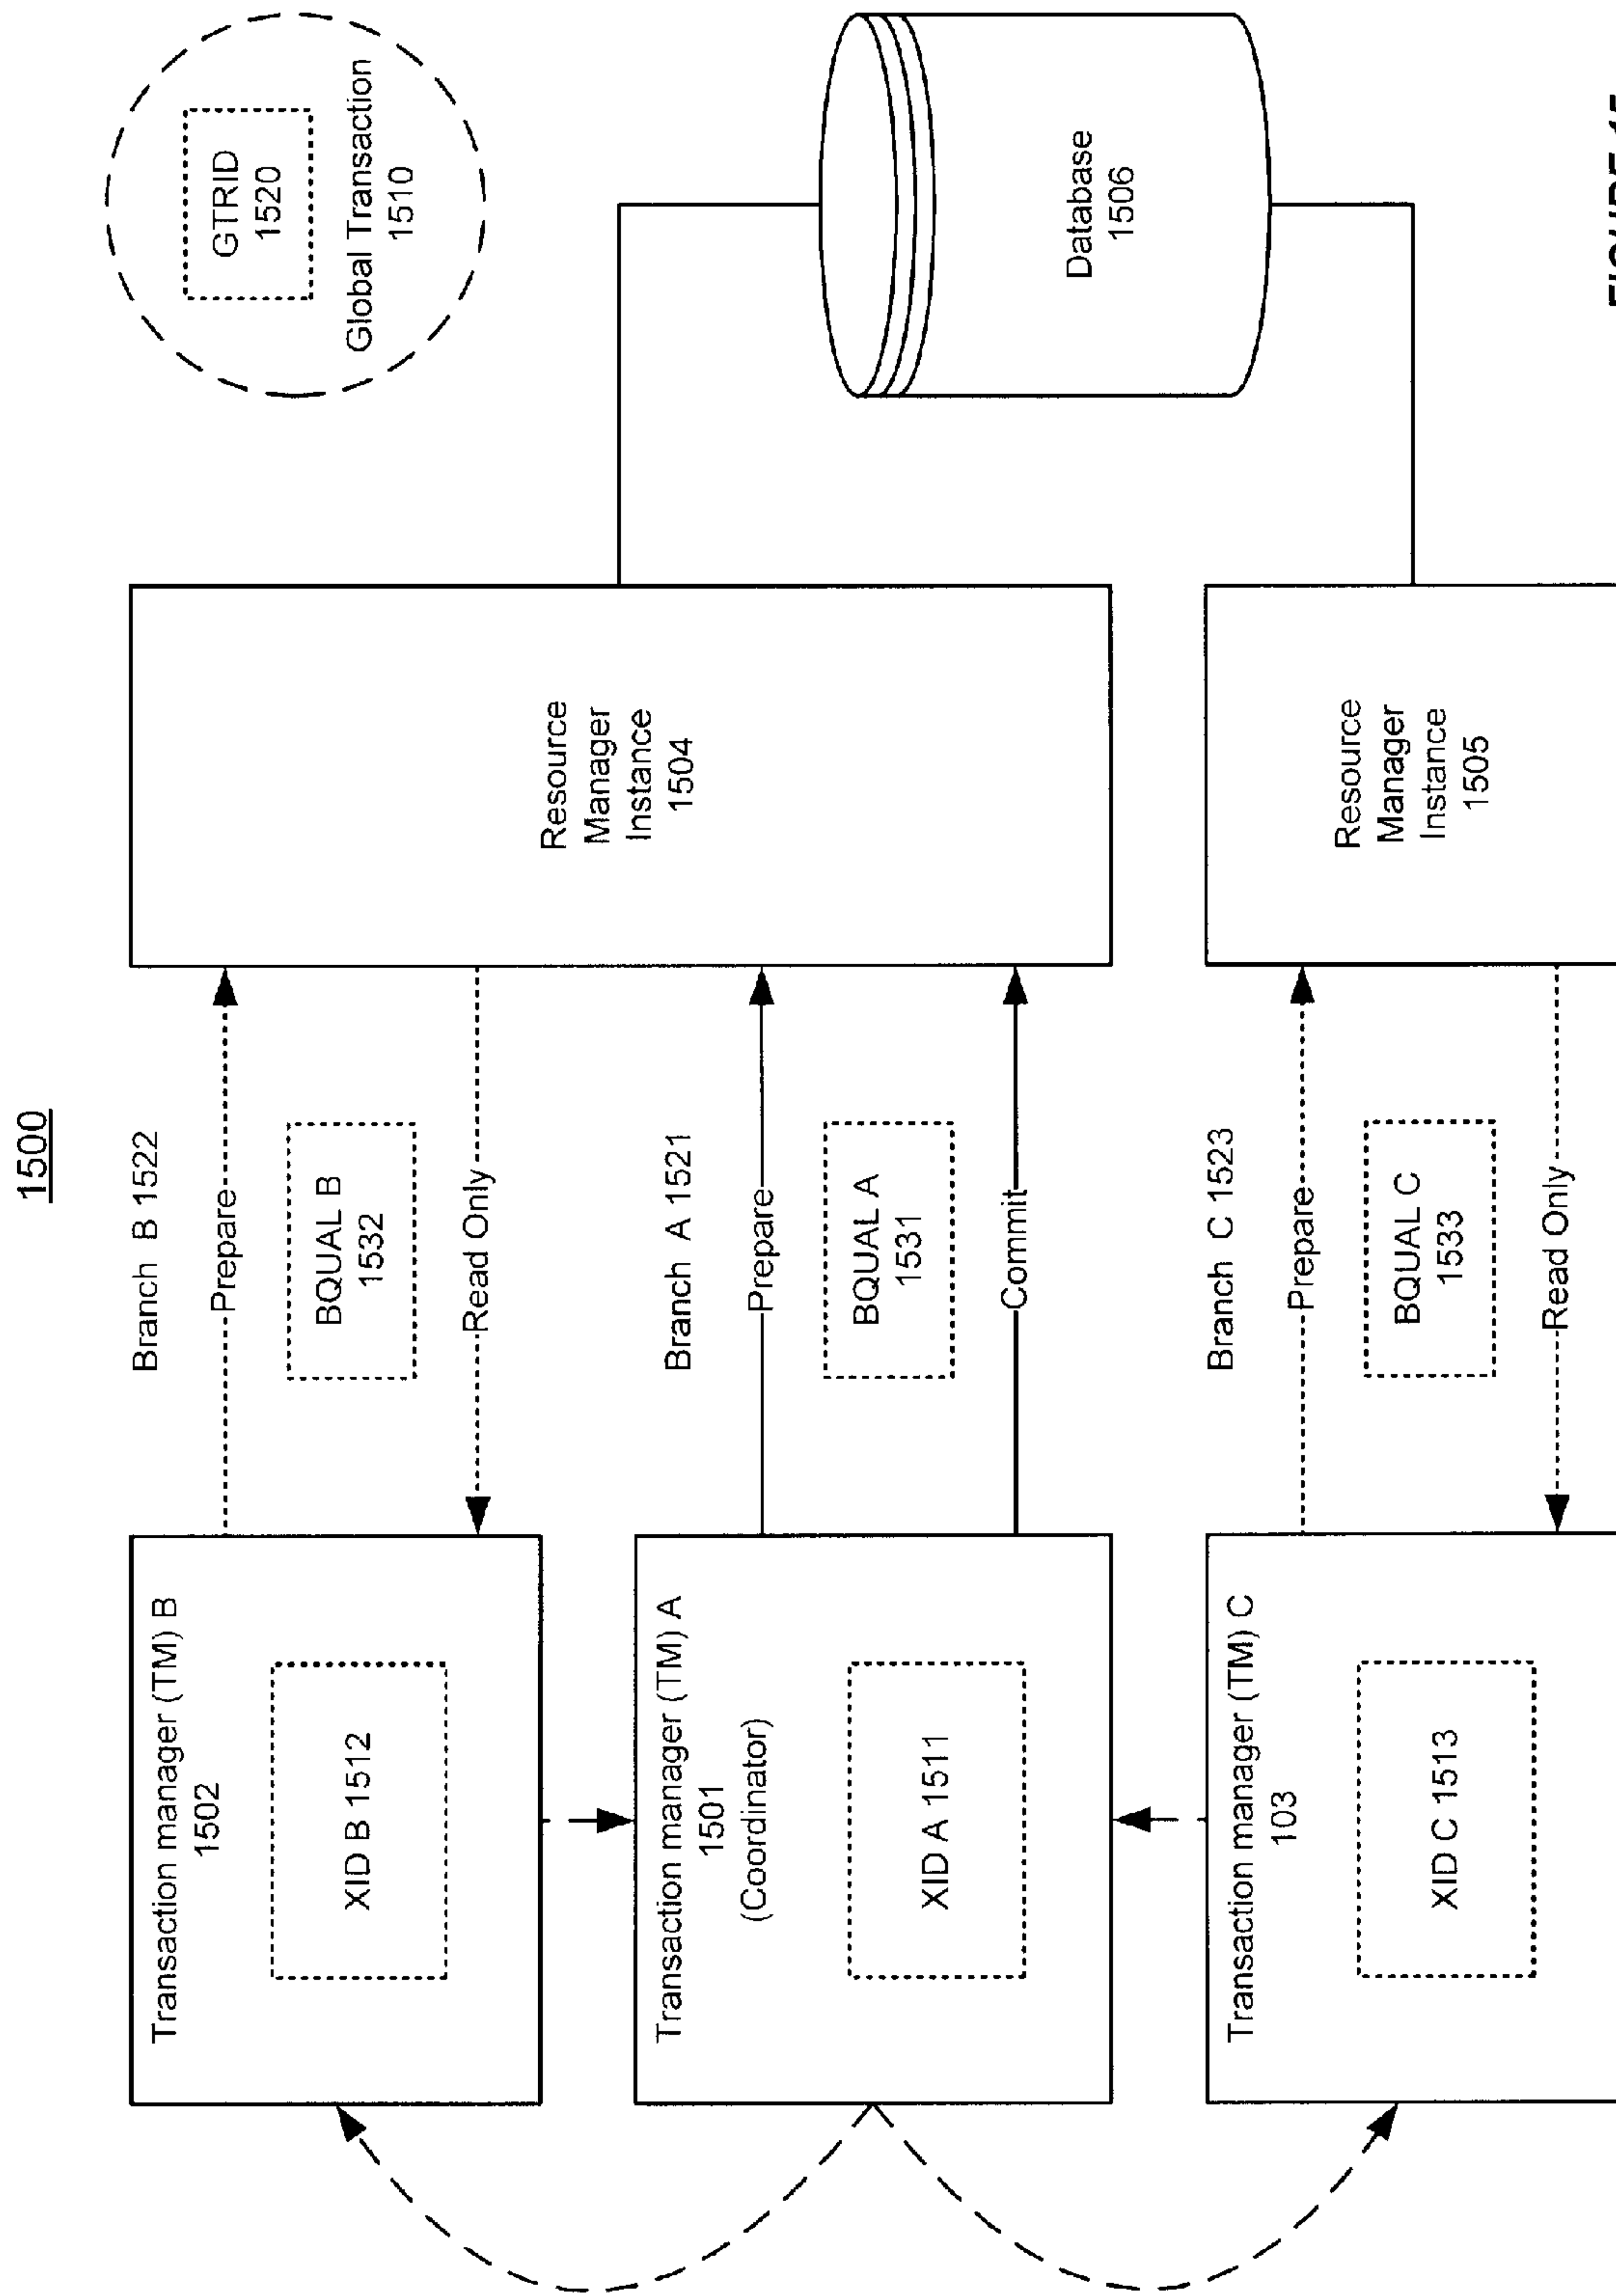 1500
Transaction manager (TM) B
1502
XID B 1512
Branch B 1522
Prepare
BQUAL B
1532
Read Only
Transaction manager (TM) A
1501
(Coordinator)
XID A 1511
Branch A 1521
Prepare
BQUAL A
1531
Commit
Transaction manager (TM) C
103
XID C 1513
Branch C 1523
Prepare
BQUAL C
1533
Read Only
Resource
Manager
Instance
1504
Resource
Manager
Instance
1505
GTRID
1520
Global Transaction
1510
Database
1506